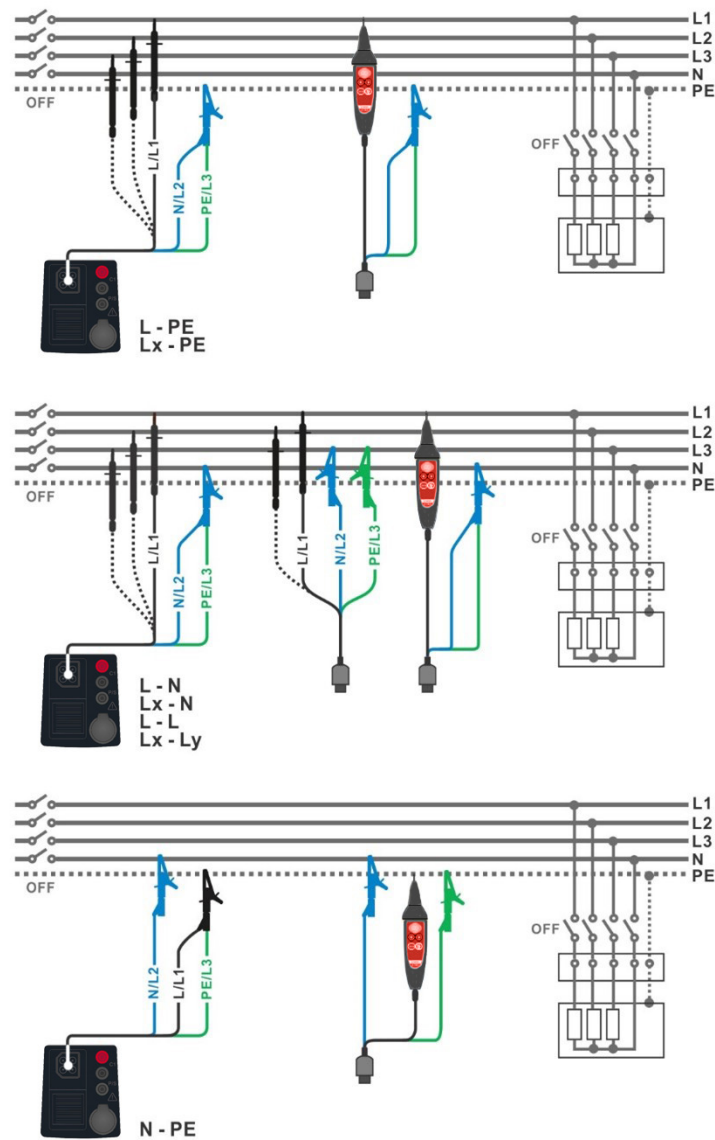 L1
L2
L3
N
PE
OFF
L/L1
N/L2
PE/L3
OFF
L - PE
Lx - PE
L1
L2
L3
N
PE
OFF
L/L1
N/L2
PE/L3
L/L1
N/L2
PE/L3
OFF
L - N
Lx - N
L - L
Lx - Ly
L1
L2
L3
N
PE
OFF
N/L2
L/L1
PE/L3
OFF
N - PE